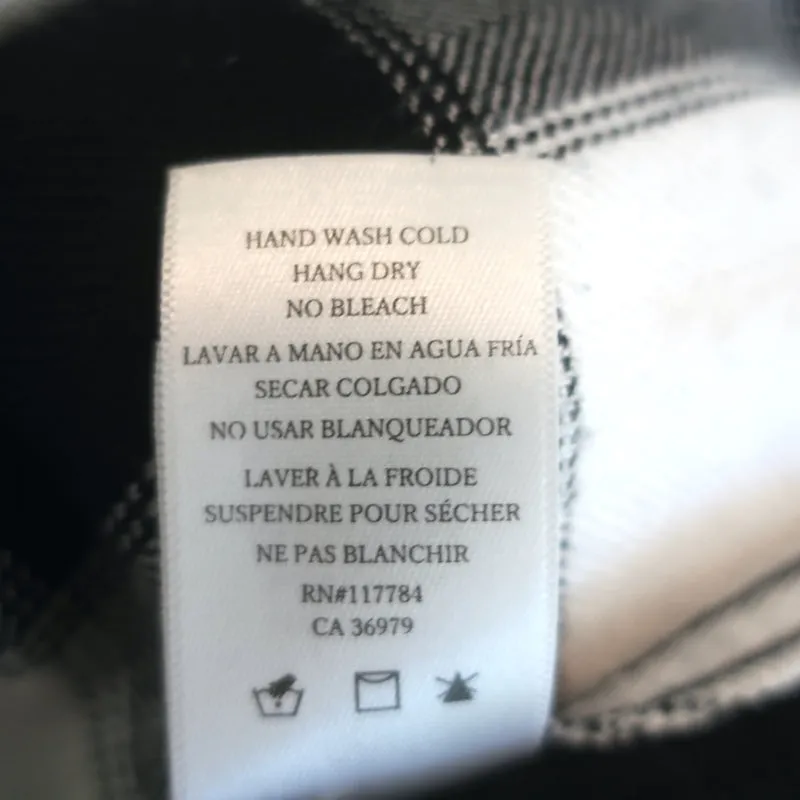 HAND WASH COLD
HANG DRY
NO BLEACH
LAVAR A MANO EN AGUA FRÍA
SECAR COLGADO
NO USAR BLANQUEADOR
LAVER À LA FROIDE
SUSPENDRE POUR SÉCHER
NE PAS BLANCHIR
RN#117784
CA 36979